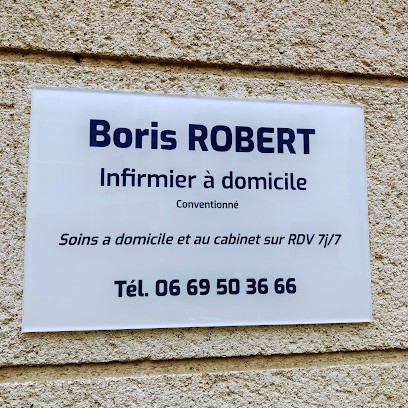 Boris ROBERT
Infirmier à domicile
Conventionné
Soins a domicile et au cabinet sur RDV 7j/7
Tél. 06 69 50 36 66